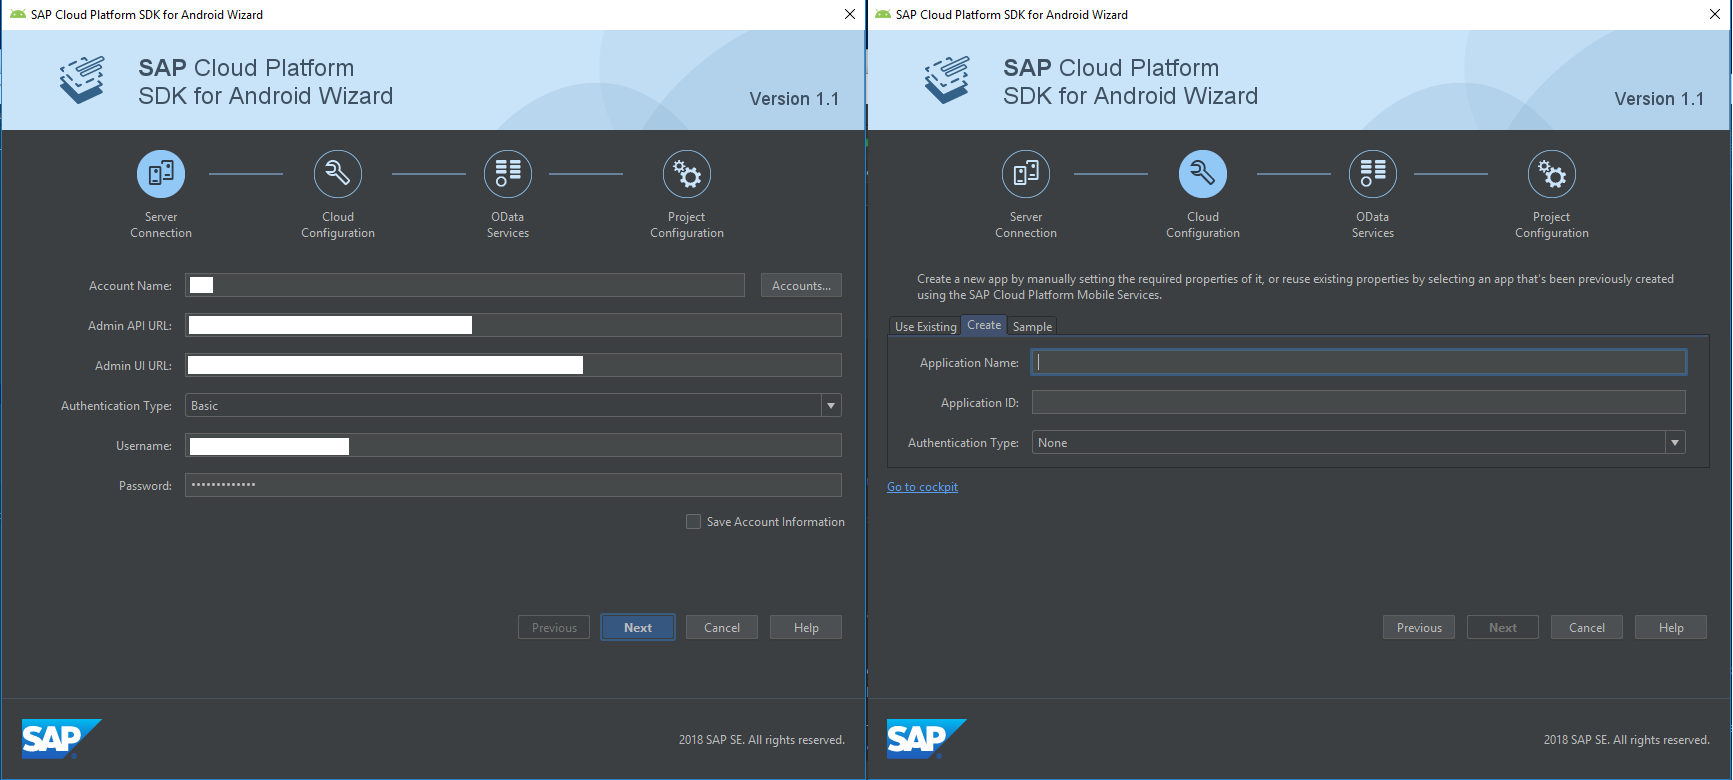 SAP Cloud Platform SDK for Android Wizard
SAP Cloud Platform
SDK for Android Wizard
Version 1.1
Server
Connection
Cloud
Configuration
OData
Services
Project
Configuration
Account Name:
Accounts...
Admin API URL:
Admin UI URL:
Authentication Type:
Basic
Username:
Password:
•••••••••••••
Save Account Information
Previous
Next
Cancel
Help
SAP
2018 SAP SE. All rights reserved.
SAP Cloud Platform SDK for Android Wizard
SAP Cloud Platform
SDK for Android Wizard
Version 1.1
Server
Connection
Cloud
Configuration
OData
Services
Project
Configuration
Create a new app by manually setting the required properties of it, or reuse existing properties by selecting an app that's been previously created
using the SAP Cloud Platform Mobile Services.
Use Existing
Create
Sample
Application Name:
Application ID:
Authentication Type:
None
Go to cockpit
Previous
Next
Cancel
Help
SAP
2018 SAP SE. All rights reserved.